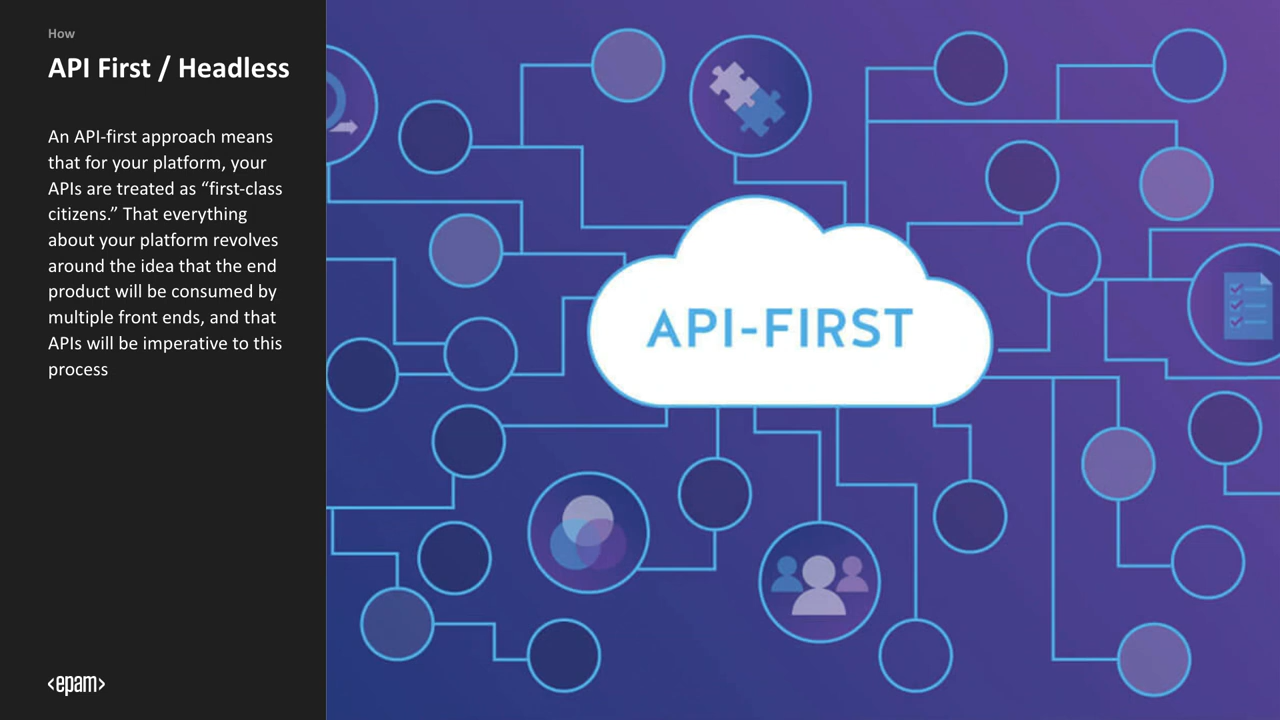 How
API First / Headless
An API-first approach means
that for your platform, your
APIs are treated as “first-class
citizens.” That everything
about your platform revolves
around the idea that the end
product will be consumed by
multiple front ends, and that
APIs will be imperative to this
process
API-FIRST
<epam>